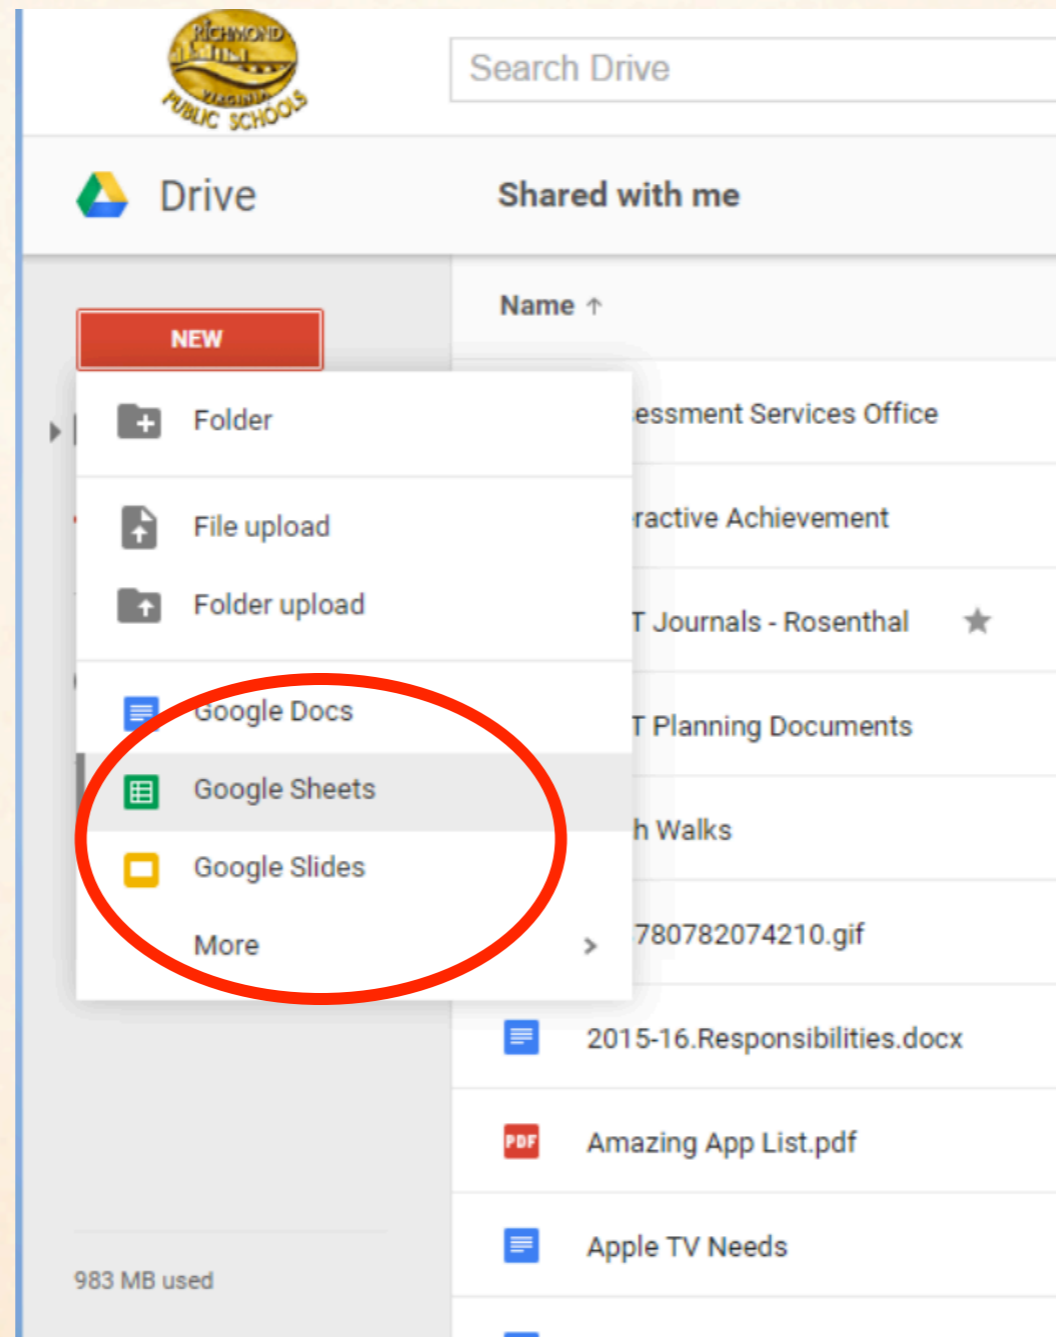 RICHMOND
VIRGINIA
PUBLIC SCHOOLS
Search Drive
Drive
Shared with me
NEW
Name ↑
Folder
File upload
Folder upload
Google Docs
Google Sheets
Google Slides
More
essment Services Office
ractive Achievement
T Journals - Rosenthal
T Planning Documents
h Walks
780782074210.gif
2015-16.Responsibilities.docx
PDF Amazing App List.pdf
Apple TV Needs
983 MB used